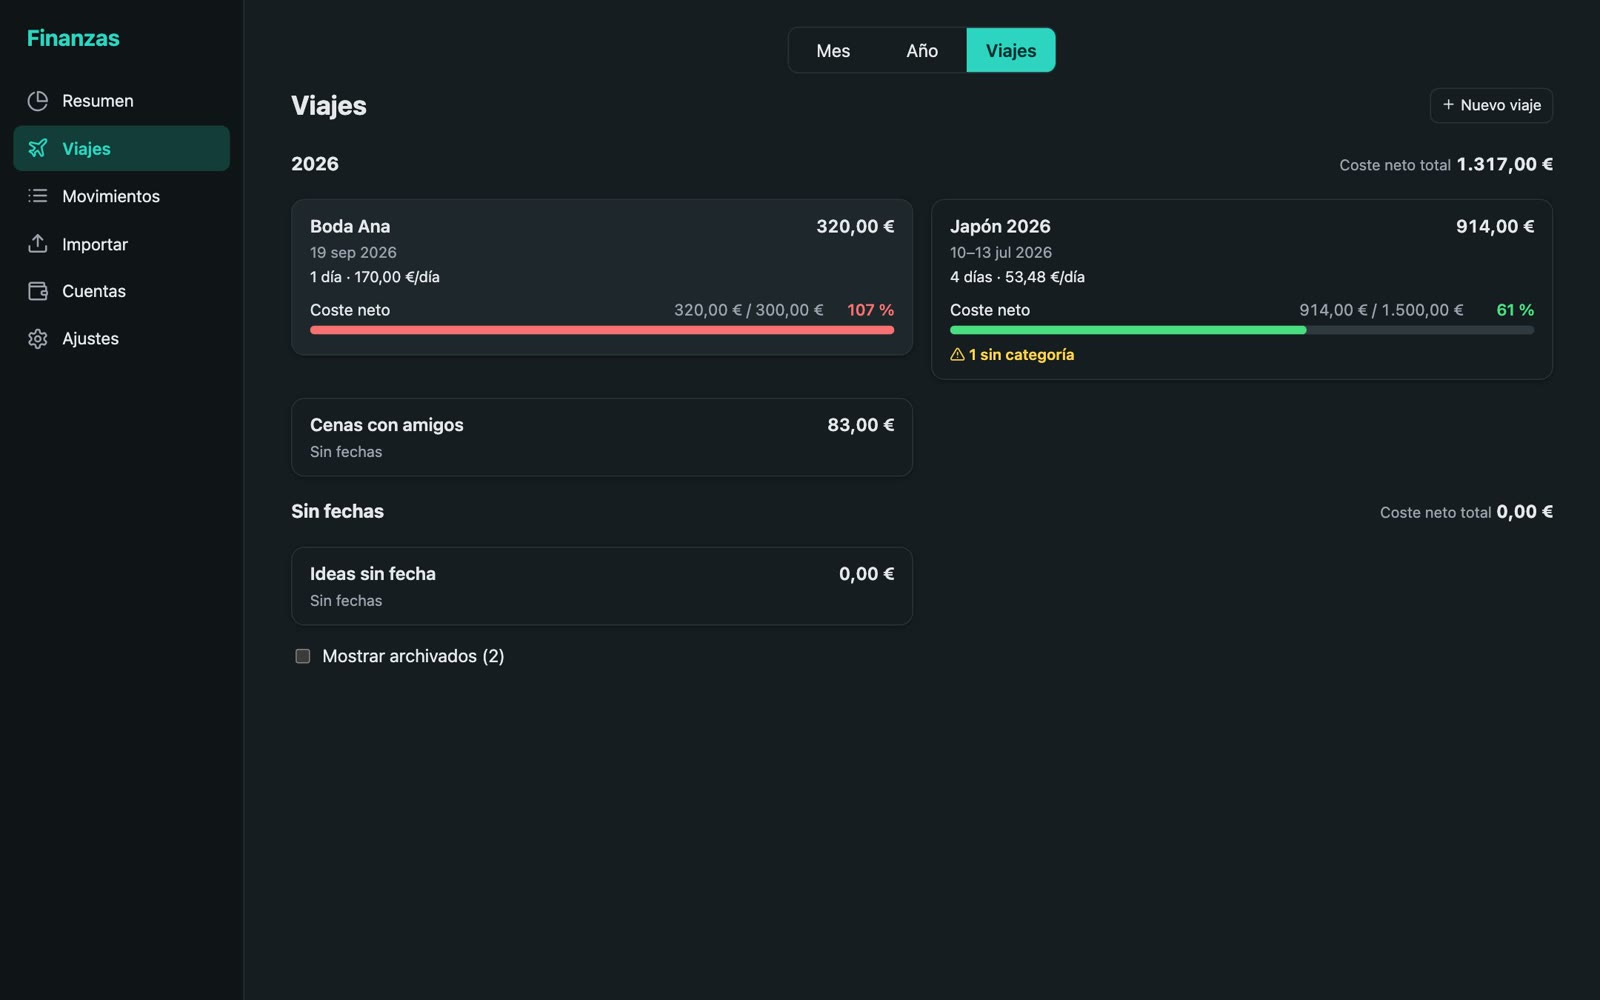 Finanzas
Resumen
Viajes
Movimientos
Importar
Cuentas
Ajustes
Mes Año Viajes
Viajes
+ Nuevo viaje
2026
Coste neto total 1.317,00 €
Boda Ana 320,00 €
19 sep 2026
1 día · 170,00 €/día
Coste neto 320,00 € / 300,00 € 107 %
Japón 2026 914,00 €
10–13 jul 2026
4 días · 53,48 €/día
Coste neto 914,00 € / 1.500,00 € 61 %
1 sin categoría
Cenas con amigos 83,00 €
Sin fechas
Sin fechas
Coste neto total 0,00 €
Ideas sin fecha 0,00 €
Sin fechas
Mostrar archivados (2)